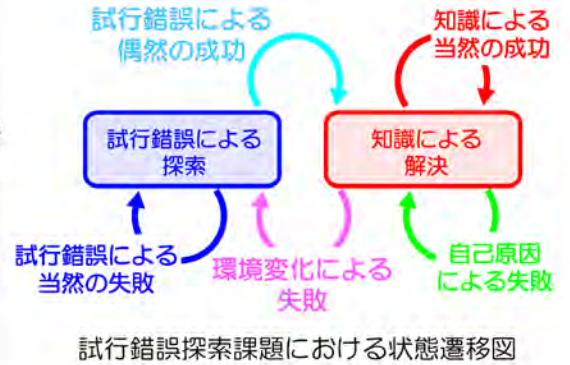 試行錯誤による
偶然の成功
知識による
当然の成功
試行錯誤による
探索
知識による
解決
試行錯誤による
当然の失敗
環境変化による
失敗
自己原因
による失敗
試行錯誤探索課題における状態遷移図